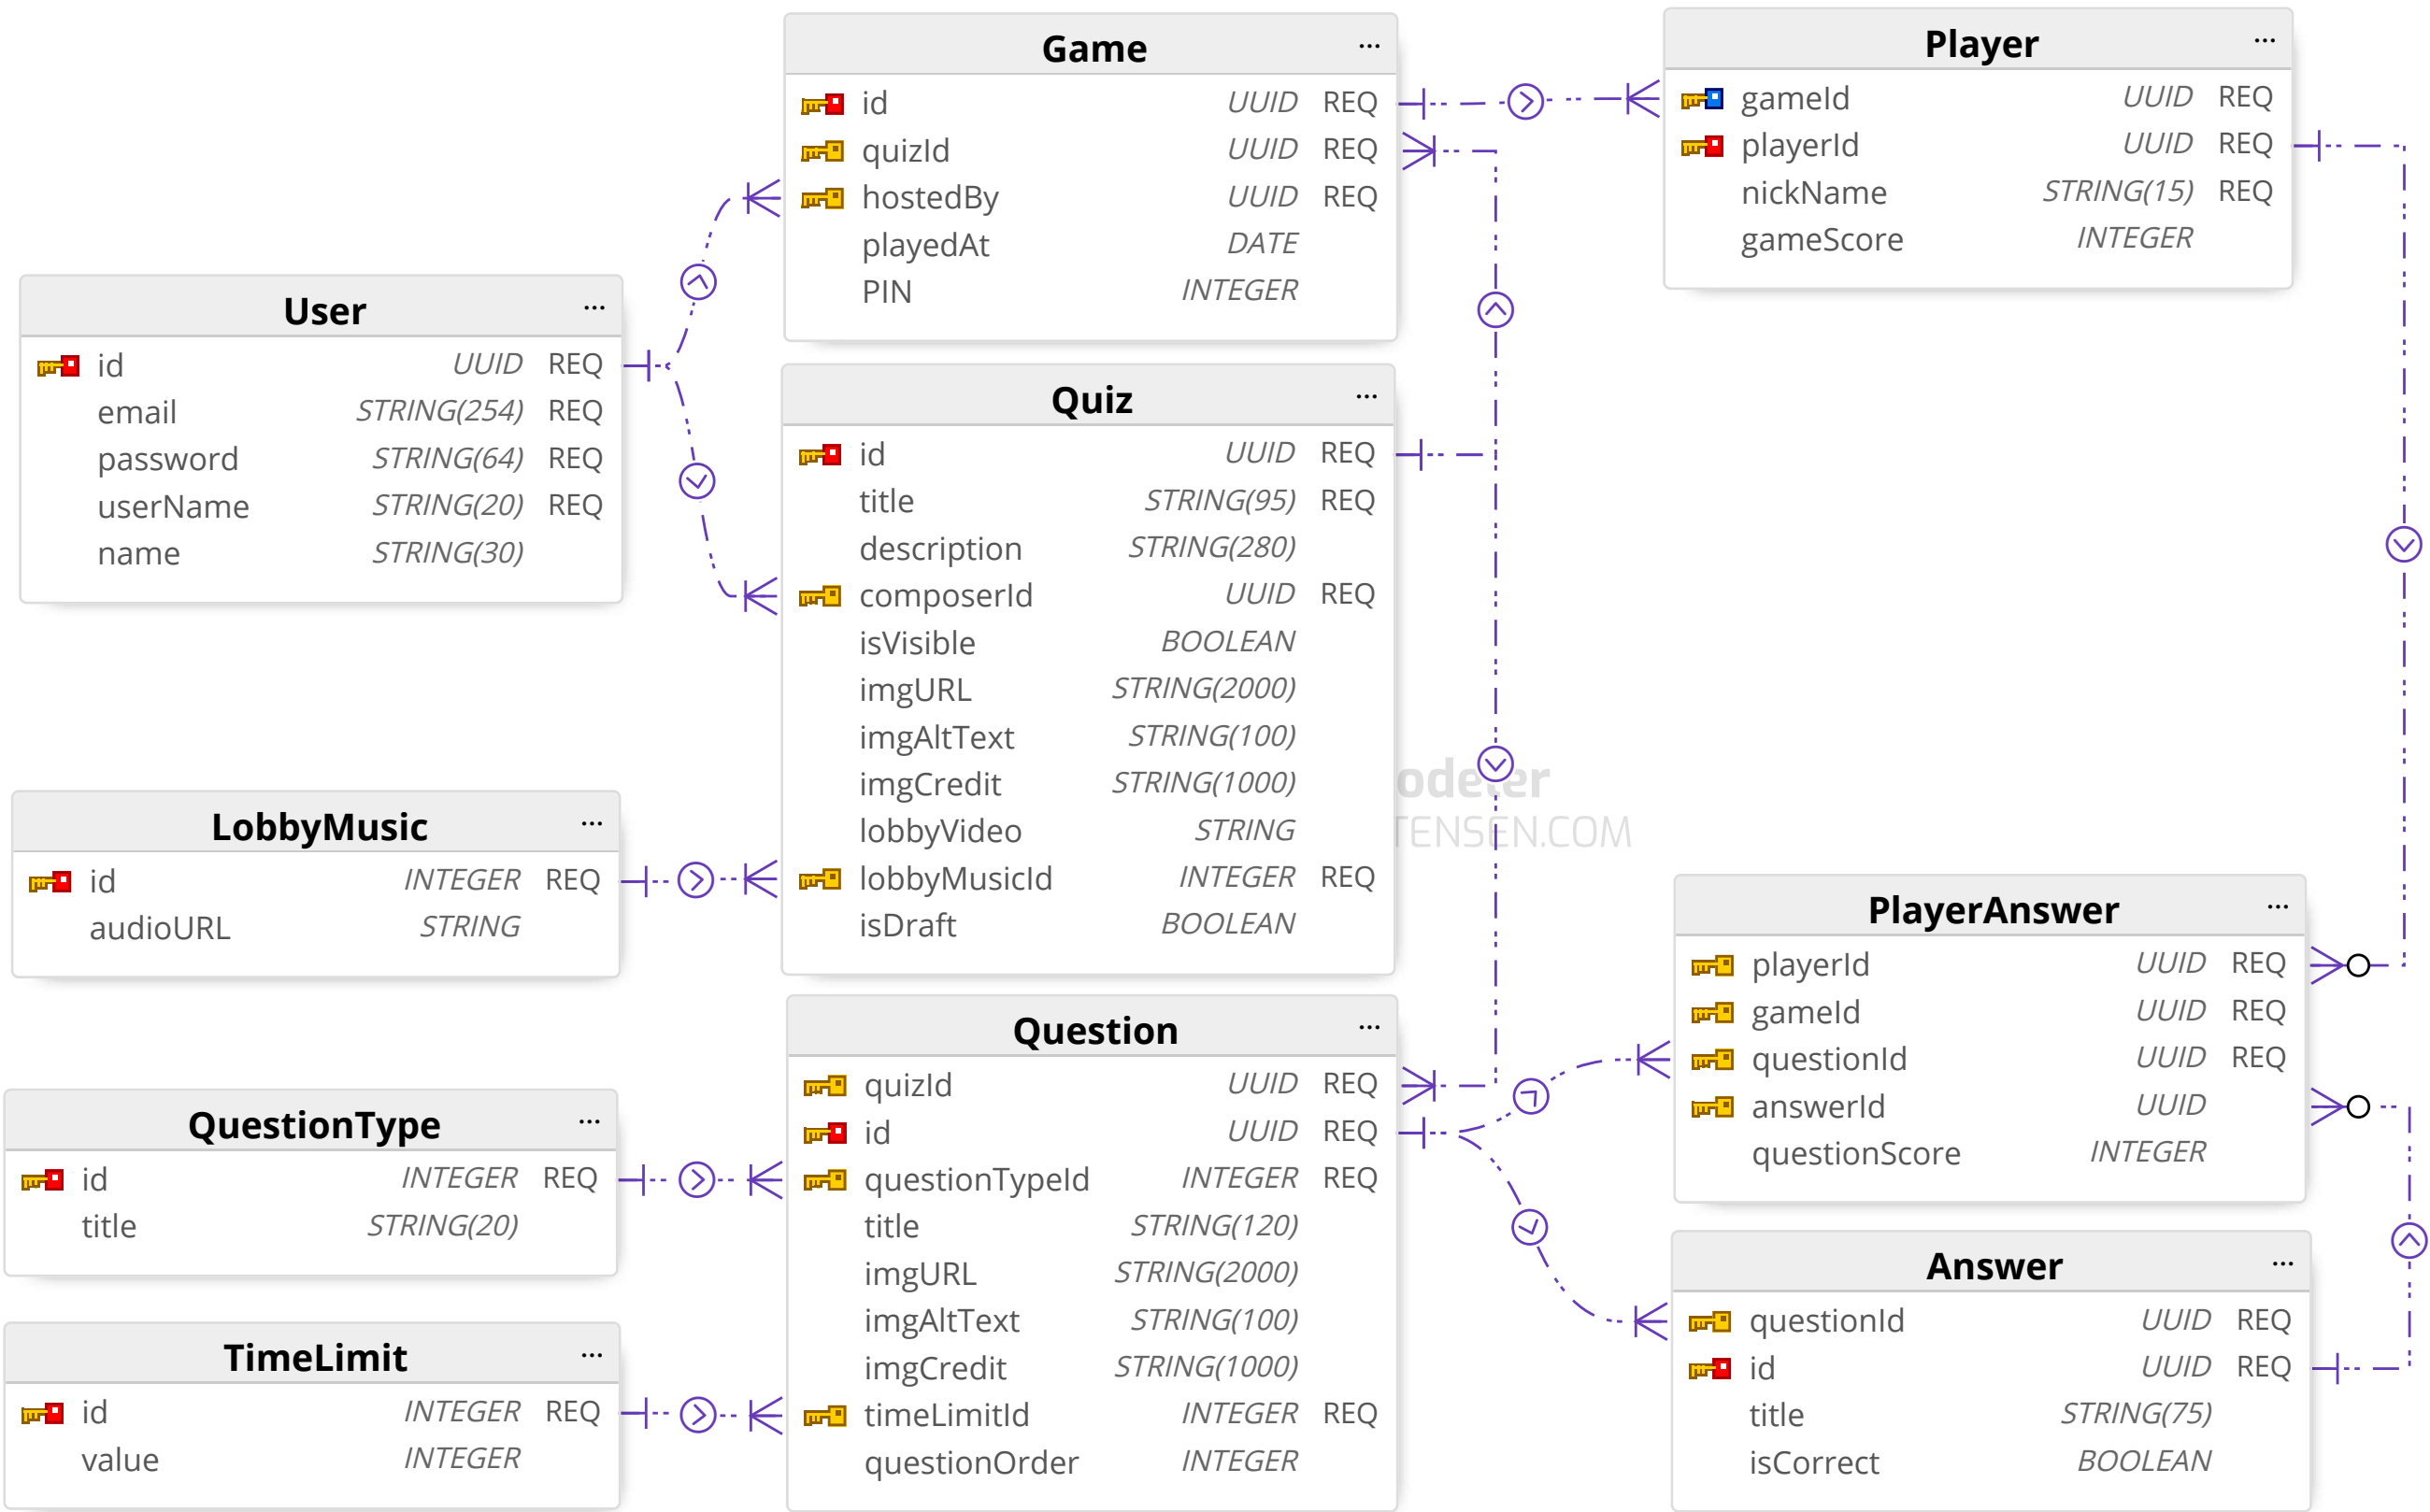 Game ...
id UUID REQ
quizId UUID REQ
hostedBy UUID REQ
playedAt DATE
PIN INTEGER
Player ...
gameId UUID REQ
playerId UUID REQ
nickName STRING(15) REQ
gameScore INTEGER
User ...
id UUID REQ
email STRING(254) REQ
password STRING(64) REQ
userName STRING(20) REQ
name STRING(30)
Quiz ...
id UUID REQ
title STRING(95) REQ
description STRING(280)
composerId UUID REQ
isVisible BOOLEAN
imgURL STRING(2000)
imgAltText STRING(100)
imgCredit STRING(1000)
lobbyVideo STRING
lobbyMusicId INTEGER REQ
isDraft BOOLEAN
LobbyMusic ...
id INTEGER REQ
audioURL STRING
PlayerAnswer ...
playerId UUID REQ
gameId UUID REQ
questionId UUID REQ
answerId UUID
questionScore INTEGER
Question ...
quizId UUID REQ
id UUID REQ
questionTypeId INTEGER REQ
title STRING(120)
imgURL STRING(2000)
imgAltText STRING(100)
imgCredit STRING(1000)
timeLimitId INTEGER REQ
questionOrder INTEGER
QuestionType ...
id INTEGER REQ
title STRING(20)
TimeLimit ...
id INTEGER REQ
value INTEGER
Answer ...
questionId UUID REQ
id UUID REQ
title STRING(75)
isCorrect BOOLEAN